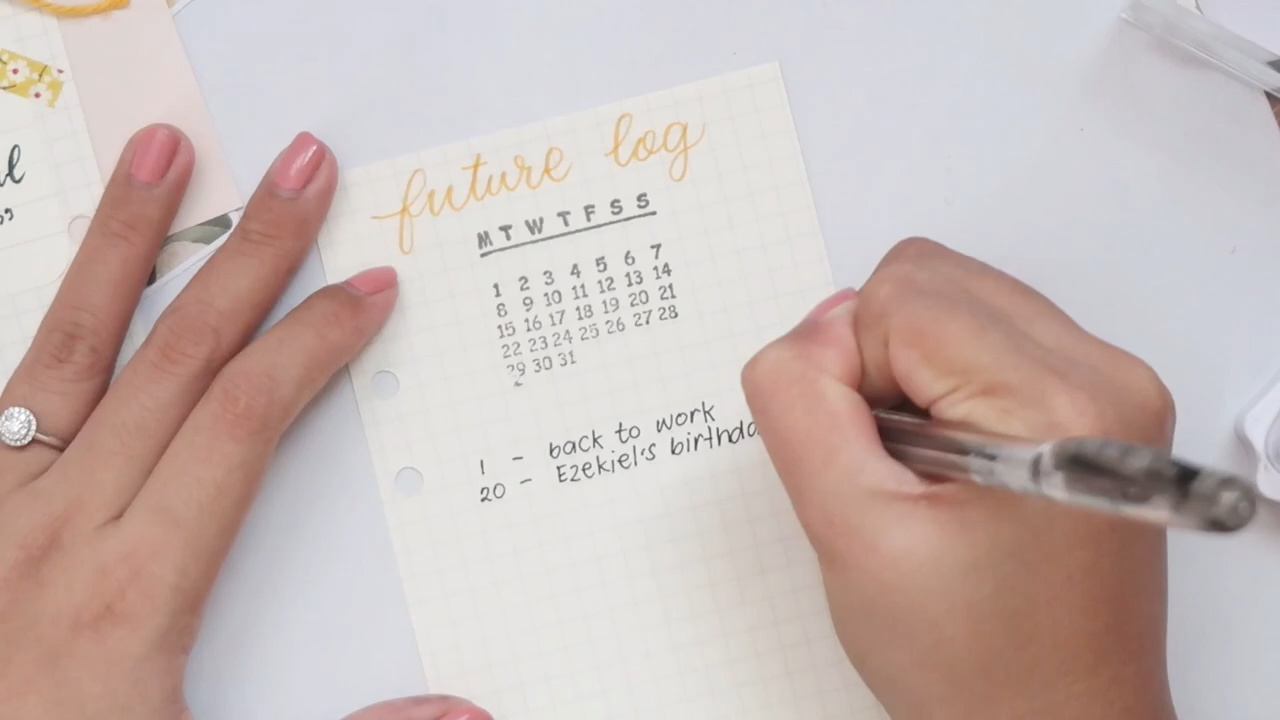 future log
M T W T F S S
1 2 3 4 5 6 7
8 9 10 11 12 13 14
15 16 17 18 19 20 21
22 23 24 25 26 27 28
29 30 31
1 - back to work
20 - Ezekiel's birthda